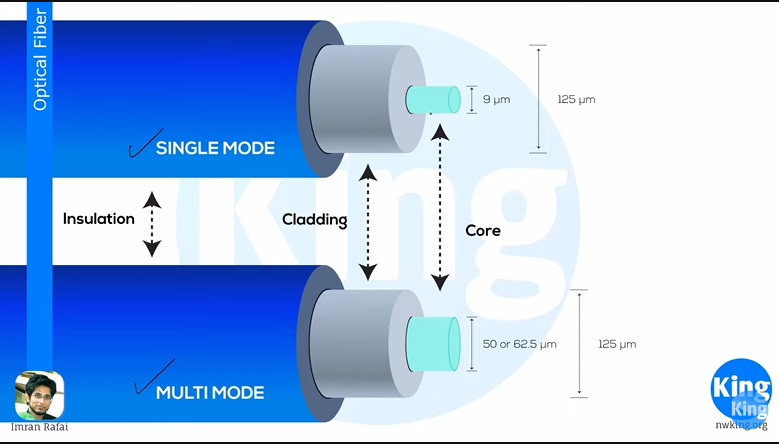 Optical Fiber
9 µm
125 µm
SINGLE MODE
Insulation
Cladding
Core
50 or 62.5 µm
125 µm
MULTI MODE
King
King
King
nwking.org
Imran Rafai